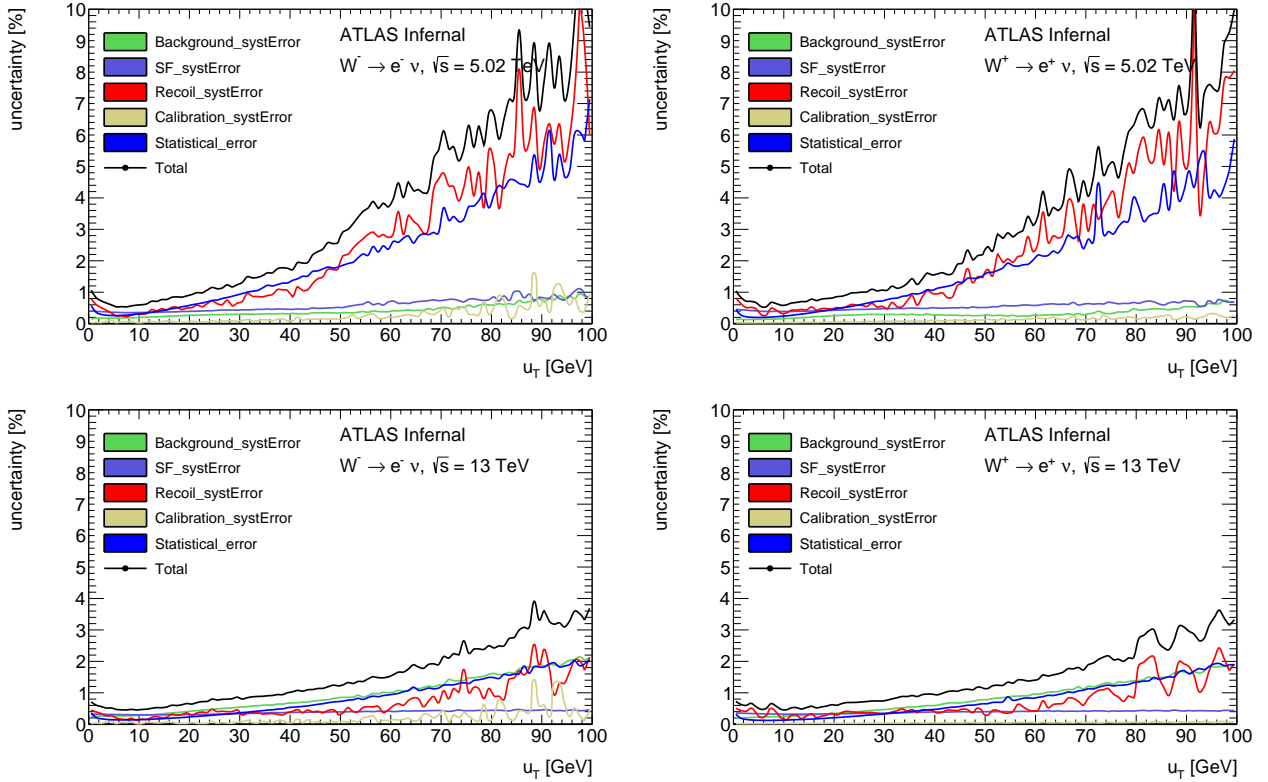 uncertainty [%]
10
9
8
7
6
5
4
3
2
1
0
Background_systError
SF_systError
Recoil_systError
Calibration_systError
Statistical_error
Total
ATLAS Infernal
W⁻ → e⁻ ν, √s = 5.02 TeV
0 10 20 30 40 50 60 70 80 90 100
u_T [GeV]
uncertainty [%]
10
9
8
7
6
5
4
3
2
1
0
Background_systError
SF_systError
Recoil_systError
Calibration_systError
Statistical_error
Total
ATLAS Infernal
W⁺ → e⁺ ν, √s = 5.02 TeV
0 10 20 30 40 50 60 70 80 90 100
u_T [GeV]
uncertainty [%]
10
9
8
7
6
5
4
3
2
1
0
Background_systError
SF_systError
Recoil_systError
Calibration_systError
Statistical_error
Total
ATLAS Infernal
W⁻ → e⁻ ν, √s = 13 TeV
0 10 20 30 40 50 60 70 80 90 100
u_T [GeV]
uncertainty [%]
10
9
8
7
6
5
4
3
2
1
0
Background_systError
SF_systError
Recoil_systError
Calibration_systError
Statistical_error
Total
ATLAS Infernal
W⁺ → e⁺ ν, √s = 13 TeV
0 10 20 30 40 50 60 70 80 90 100
u_T [GeV]